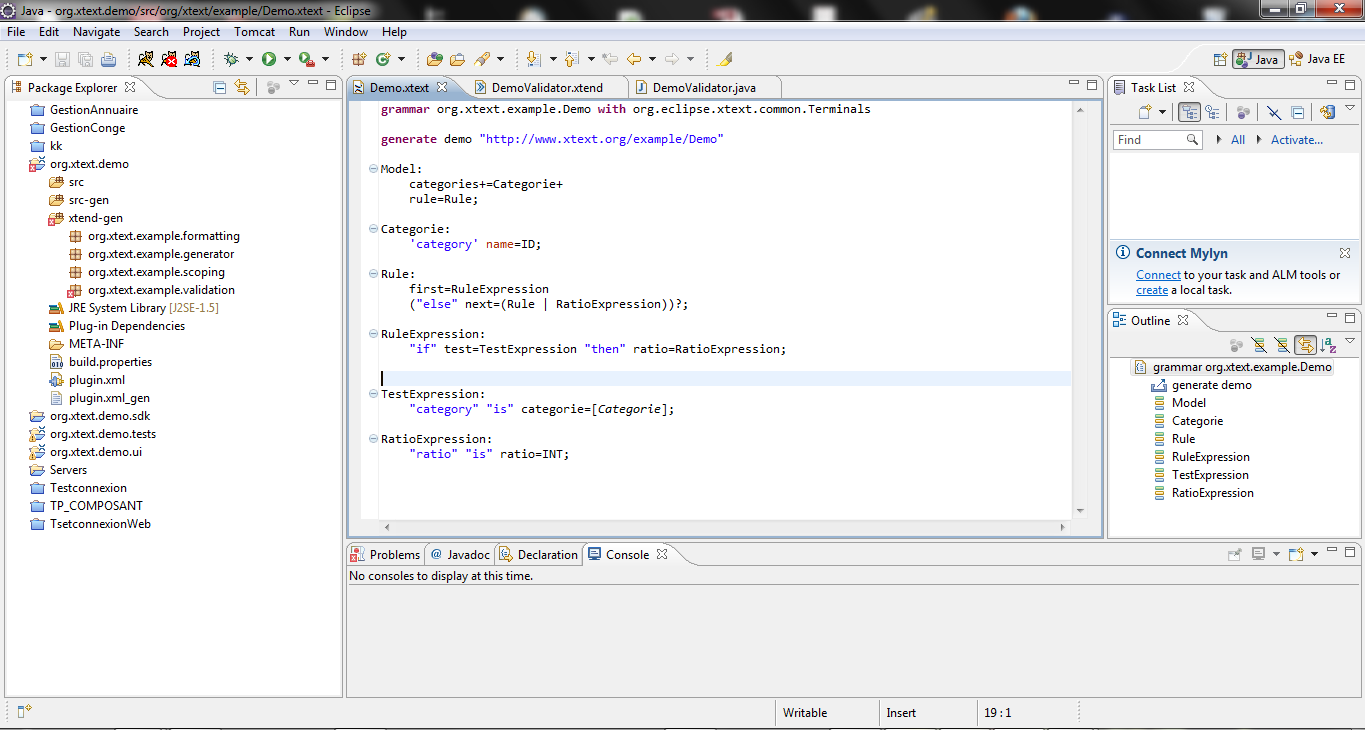 Java - org.xtext.demo/src/org/xtext/example/Demo.xtext - Eclipse
File Edit Navigate Search Project Tomcat Run Window Help
Java Java EE
Package Explorer
GestionAnnuaire
GestionConge
kk
org.xtext.demo
src
src-gen
xtend-gen
org.xtext.example.formatting
org.xtext.example.generator
org.xtext.example.scoping
org.xtext.example.validation
JRE System Library [J2SE-1.5]
Plug-in Dependencies
META-INF
build.properties
plugin.xml
plugin.xml_gen
org.xtext.demo.sdk
org.xtext.demo.tests
org.xtext.demo.ui
Servers
Testconnexion
TP_COMPOSANT
TsetconnexionWeb
Demo.xtext DemoValidator.xtend DemoValidator.java
grammar org.xtext.example.Demo with org.eclipse.xtext.common.Terminals
generate demo "http://www.xtext.org/example/Demo"
Model:
categories+=Categorie+
rule=Rule;
Categorie:
'category' name=ID;
Rule:
first=RuleExpression
("else" next=(Rule | RatioExpression))?;
RuleExpression:
"if" test=TestExpression "then" ratio=RatioExpression;
TestExpression:
"category" "is" categorie=[Categorie];
RatioExpression:
"ratio" "is" ratio=INT;
Problems @ Javadoc Declaration Console
No consoles to display at this time.
Task List
Find All Activate...
Connect Mylyn
Connect to your task and ALM tools or
create a local task.
Outline
grammar org.xtext.example.Demo
generate demo
Model
Categorie
Rule
RuleExpression
TestExpression
RatioExpression
Writable Insert 19 : 1